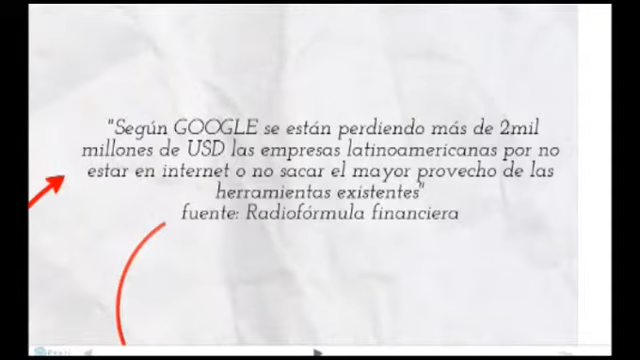 "Según GOOGLE se están perdiendo más de 2mil
millones de USD las empresas latinoamericanas por no
estar en internet o no sacar el mayor provecho de las
herramientas existentes"
fuente: Radiofórmula financiera